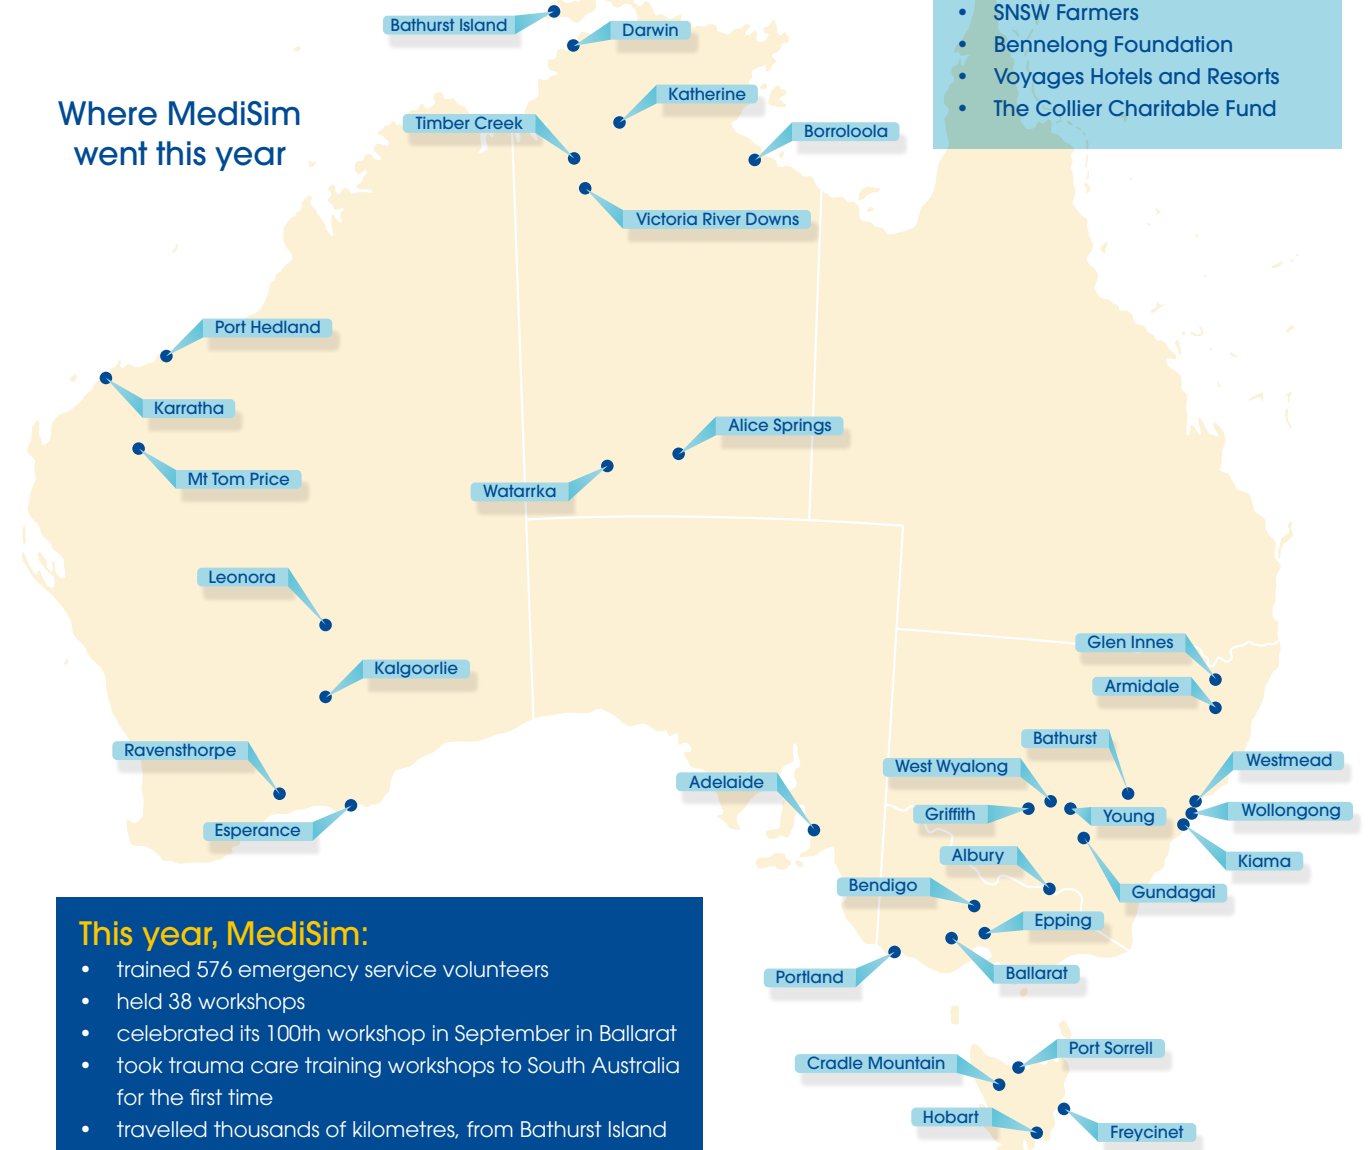 SNSW Farmers
Bennelong Foundation
Voyages Hotels and Resorts
The Collier Charitable Fund
Where MediSim
went this year
Bathurst Island
Darwin
Katherine
Timber Creek
Borroloola
Victoria River Downs
Port Hedland
Karratha
Mt Tom Price
Alice Springs
Watarrka
Leonora
Kalgoorlie
Ravensthorpe
Esperance
Adelaide
Glen Innes
Armidale
Bathurst
West Wyalong
Westmead
Griffith
Young
Wollongong
Albury
Kiama
Bendigo
Gundagai
Epping
Portland
Ballarat
Port Sorrell
Cradle Mountain
Hobart
Freycinet
This year, MediSim:
• trained 576 emergency service volunteers
• held 38 workshops
• celebrated its 100th workshop in September in Ballarat
• took trauma care training workshops to South Australia
for the first time
• travelled thousands of kilometres, from Bathurst Island